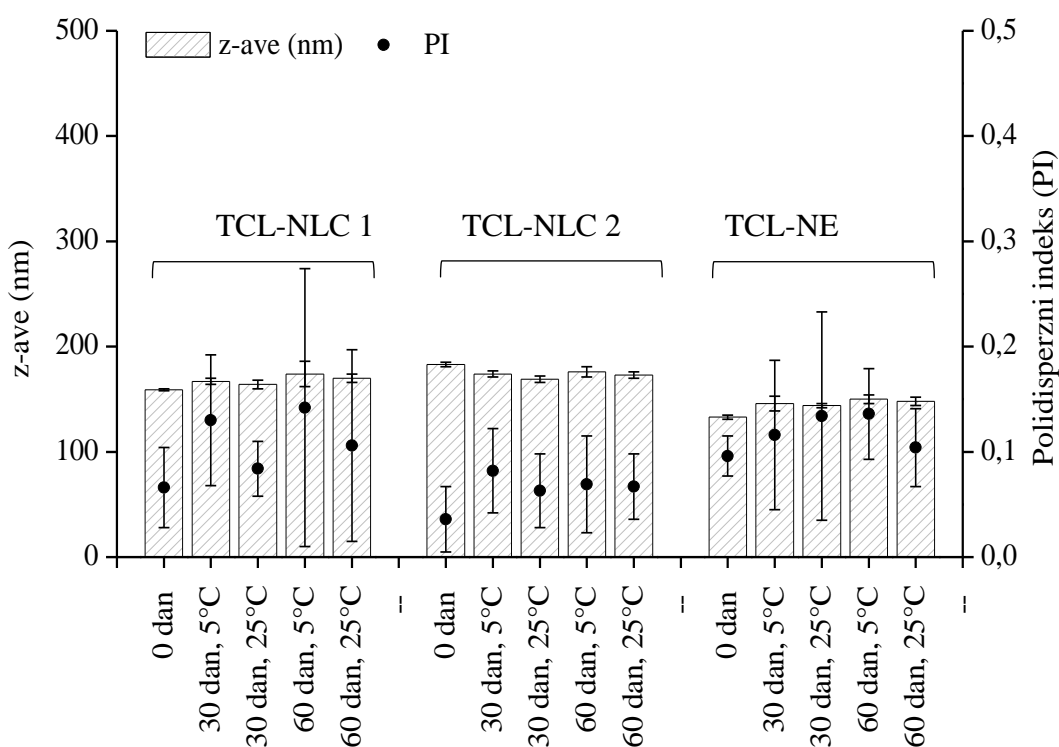 z-ave (nm)
PI
500
400
300
200
100
0
z-ave (nm)
0,5
0,4
0,3
0,2
0,1
0,0
Polidisperzni indeks (PI)
TCL-NLC 1
TCL-NLC 2
TCL-NE
0 dan
30 dan, 5°C
30 dan, 25°C
60 dan, 5°C
60 dan, 25°C
--
0 dan
30 dan, 5°C
30 dan, 25°C
60 dan, 5°C
60 dan, 25°C
--
0 dan
30 dan, 5°C
30 dan, 25°C
60 dan, 5°C
60 dan, 25°C
--